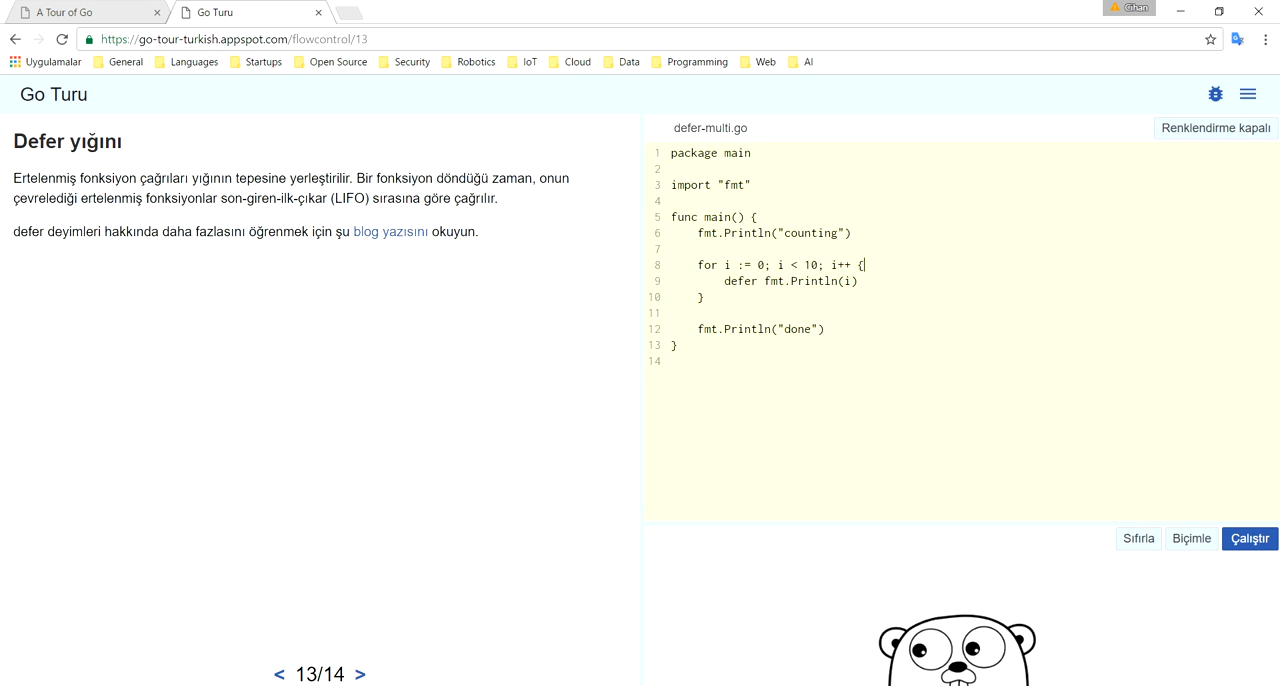 A Tour of Go
Go Turu
Cihan
https://go-tour-turkish.appspot.com/flowcontrol/13
Uygulamalar General Languages Startups Open Source Security Robotics IoT Cloud Data Programming Web AI
Go Turu
Defer yığını
Ertelenmiş fonksiyon çağrıları yığının tepesine yerleştirilir. Bir fonksiyon döndüğü zaman, onun
çevrelediği ertelenmiş fonksiyonlar son-giren-ilk-çıkar (LIFO) sırasına göre çağrılır.
defer deyimleri hakkında daha fazlasını öğrenmek için şu blog yazısını okuyun.
< 13/14 >
defer-multi.go
Renklendirme kapalı
1 package main
2
3 import "fmt"
4
5 func main() {
6     fmt.Println("counting")
7
8     for i := 0; i < 10; i++ {
9         defer fmt.Println(i)
10     }
11
12     fmt.Println("done")
13 }
14
Sıfırla Biçimle Çalıştır